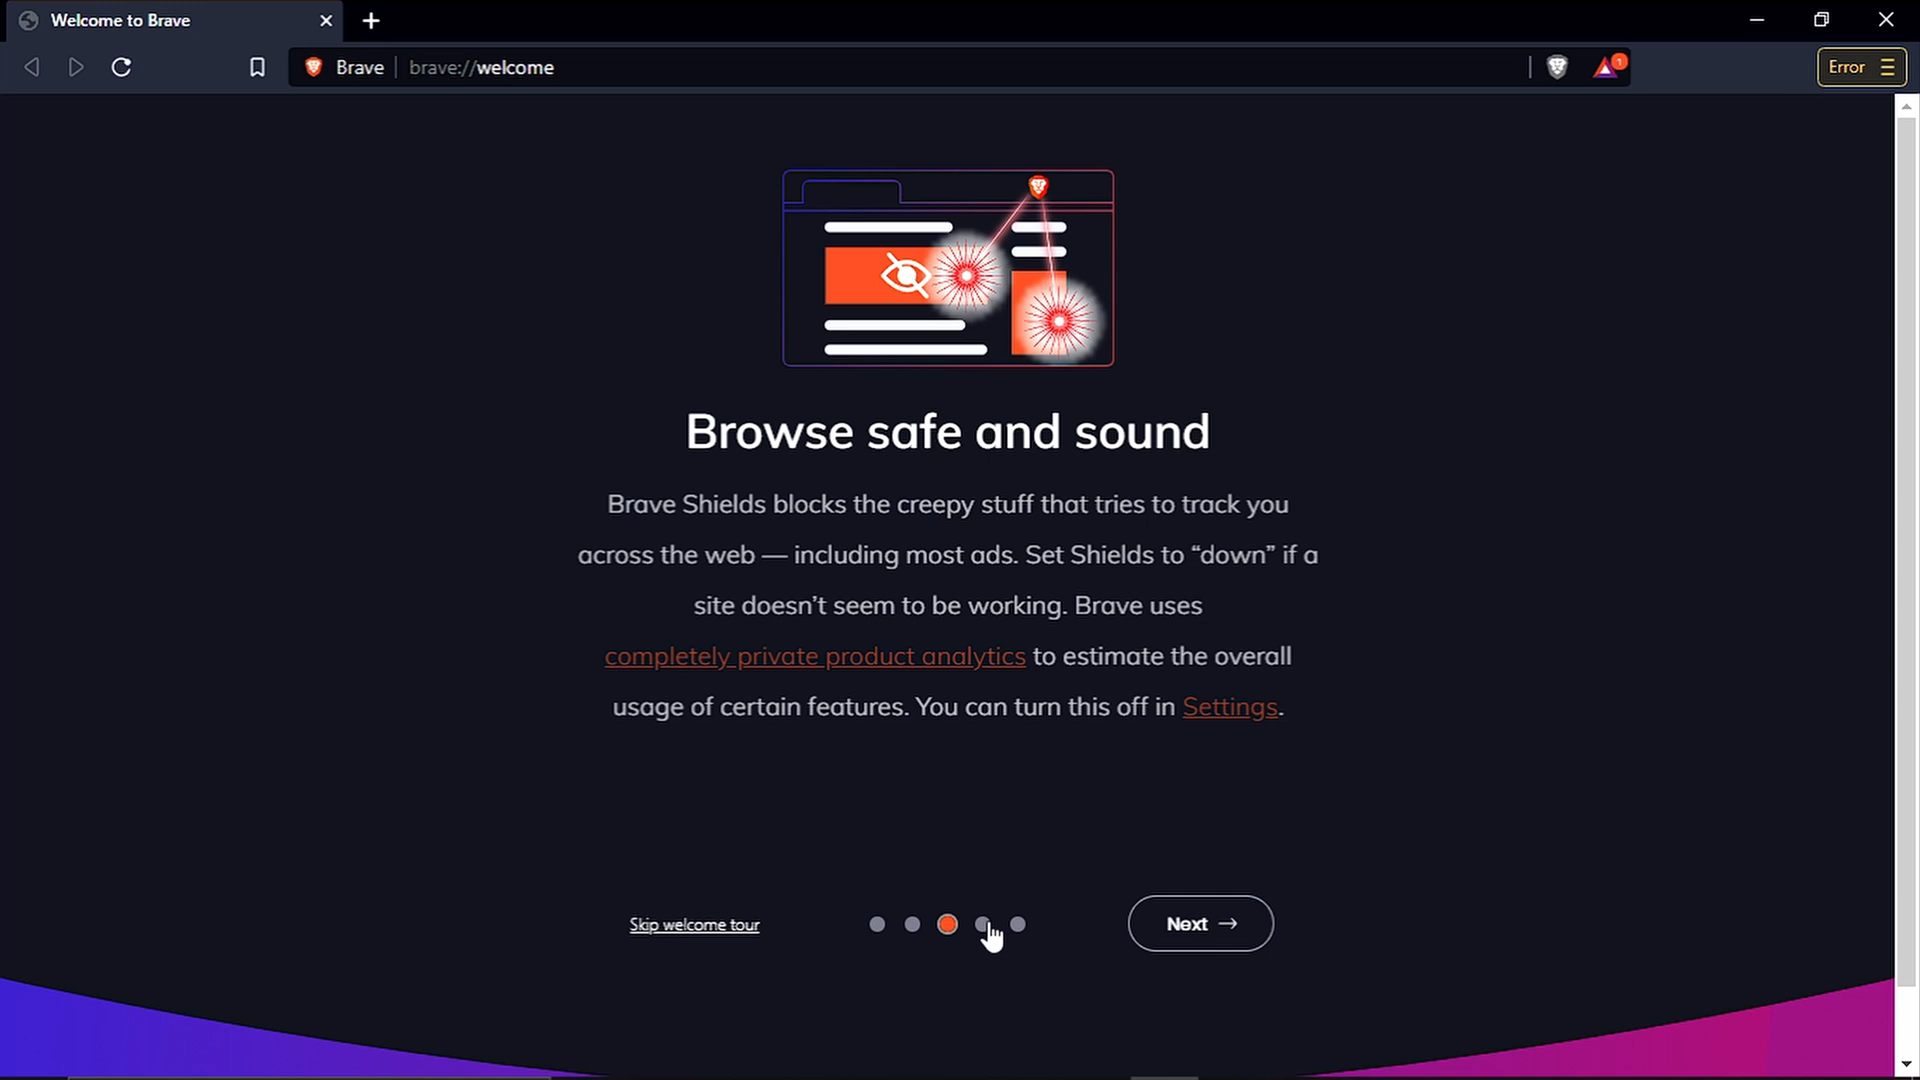 Welcome to Brave
Brave | brave://welcome
1
Error
Browse safe and sound
Brave Shields blocks the creepy stuff that tries to track you
across the web — including most ads. Set Shields to “down” if a
site doesn’t seem to be working. Brave uses
completely private product analytics to estimate the overall
usage of certain features. You can turn this off in Settings.
Skip welcome tour
Next →